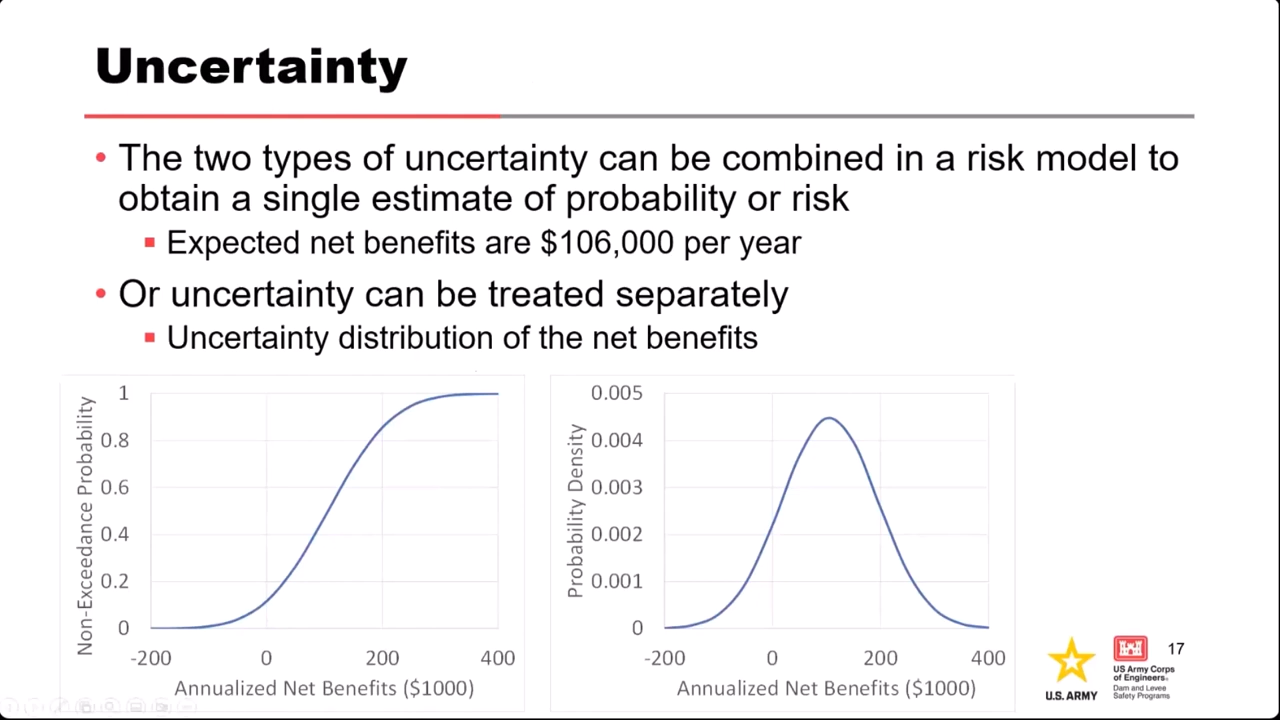 Uncertainty
• The two types of uncertainty can be combined in a risk model to
obtain a single estimate of probability or risk
▪ Expected net benefits are $106,000 per year
• Or uncertainty can be treated separately
▪ Uncertainty distribution of the net benefits
Non-Exceedance Probability
1
0.8
0.6
0.4
0.2
0
-200 0 200 400
Annualized Net Benefits ($1000)
Probability Density
0.005
0.004
0.003
0.002
0.001
0
-200 0 200 400
Annualized Net Benefits ($1000)
U.S. ARMY
US Army Corps
of Engineers®
Dam and Levee
Safety Programs
17